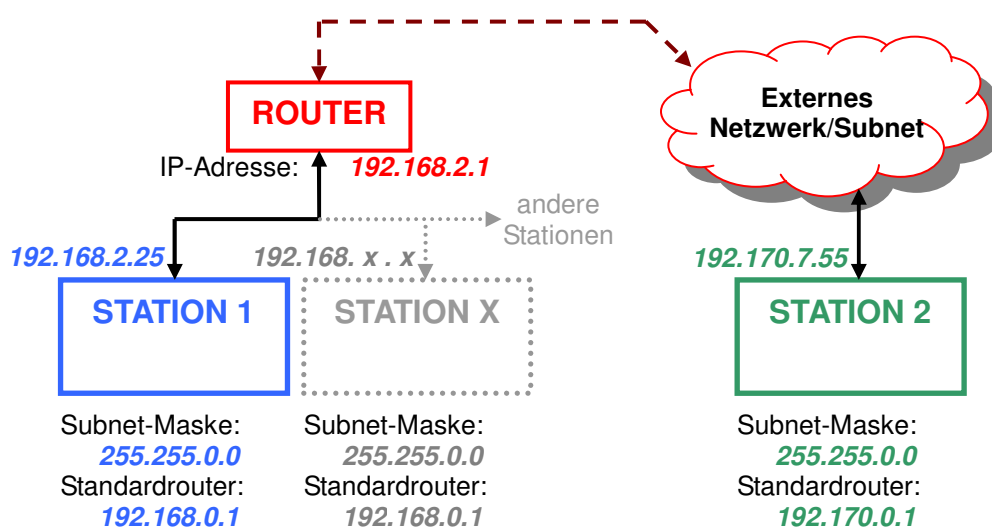 ROUTER
Externes
Netzwerk/Subnet
IP-Adresse: 192.168.2.1
andere
Stationen
192.168.2.25
192.168. x . x
192.170.7.55
STATION 1
STATION X
STATION 2
Subnet-Maske:
255.255.0.0
Standardrouter:
192.168.0.1
Subnet-Maske:
255.255.0.0
Standardrouter:
192.168.0.1
Subnet-Maske:
255.255.0.0
Standardrouter:
192.170.0.1